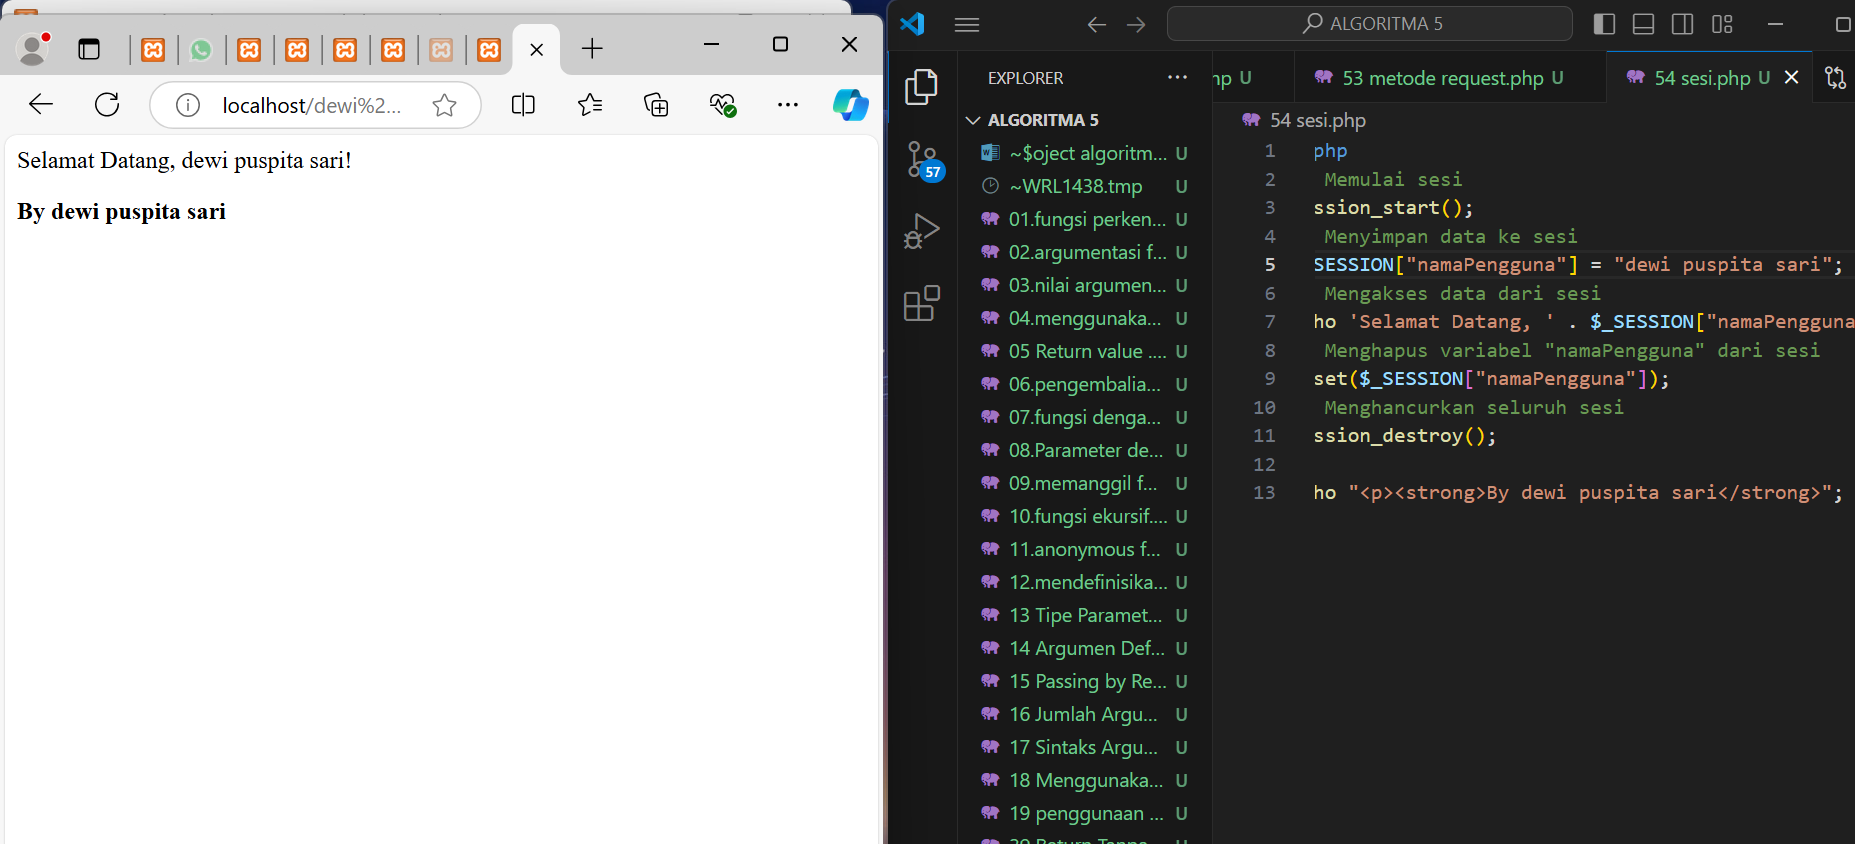 localhost/dewi%2...
Selamat Datang, dewi puspita sari!
By dewi puspita sari
ALGORITMA 5
EXPLORER
U
53 metode request.php U
54 sesi.php U
ALGORITMA 5
54 sesi.php
57
~$oject algoritm... U
~WRL1438.tmp U
01.fungsi perken... U
02.argumentasi f... U
03.nilai argumen... U
04.menggunaka... U
05 Return value .... U
06.pengembalia... U
07.fungsi denga... U
08.Parameter de... U
09.memanggil f... U
10.fungsi ekursif.... U
11.anonymous f... U
12.mendefinisika... U
13 Tipe Paramet... U
14 Argumen Def... U
15 Passing by Re... U
16 Jumlah Argu... U
17 Sintaks Argu... U
18 Menggunaka... U
19 penggunaan ... U
1 php
2 Memulai sesi
3 ssion_start();
4 Menyimpan data ke sesi
5 SESSION["namaPengguna"] = "dewi puspita sari";
6 Mengakses data dari sesi
7 ho 'Selamat Datang, ' . $_SESSION["namaPengguna
8 Menghapus variabel "namaPengguna" dari sesi
9 set($_SESSION["namaPengguna"]);
10 Menghancurkan seluruh sesi
11 ssion_destroy();
12
13 ho "<p><strong>By dewi puspita sari</strong>";